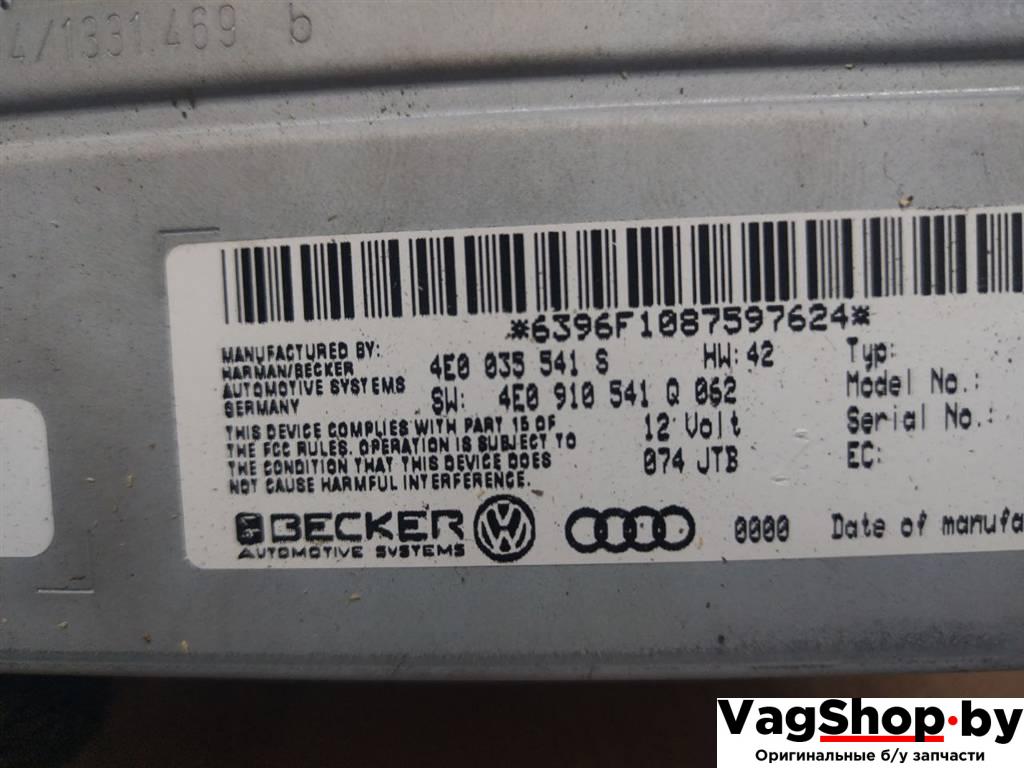 4/1331.469 b
*6396F1087597624*
MANUFACTURED BY:
HARMAN/BECKER
AUTOMOTIVE SYSTEMS
GERMANY
4E0 035 541 S HW: 42
SW: 4E0 910 541 Q 062
THIS DEVICE COMPLIES WITH PART 15 OF
THE FCC RULES. OPERATION IS SUBJECT TO
THE CONDITION THAT THIS DEVICE DOES
NOT CAUSE HARMFUL INTERFERENCE.
12 Volt
074 JTB
Typ:
Model No.:
Serial No.:
EC:
BECKER
AUTOMOTIVE SYSTEMS
0000 Date of manufa
VagShop.by
Оригинальные б/у запчасти